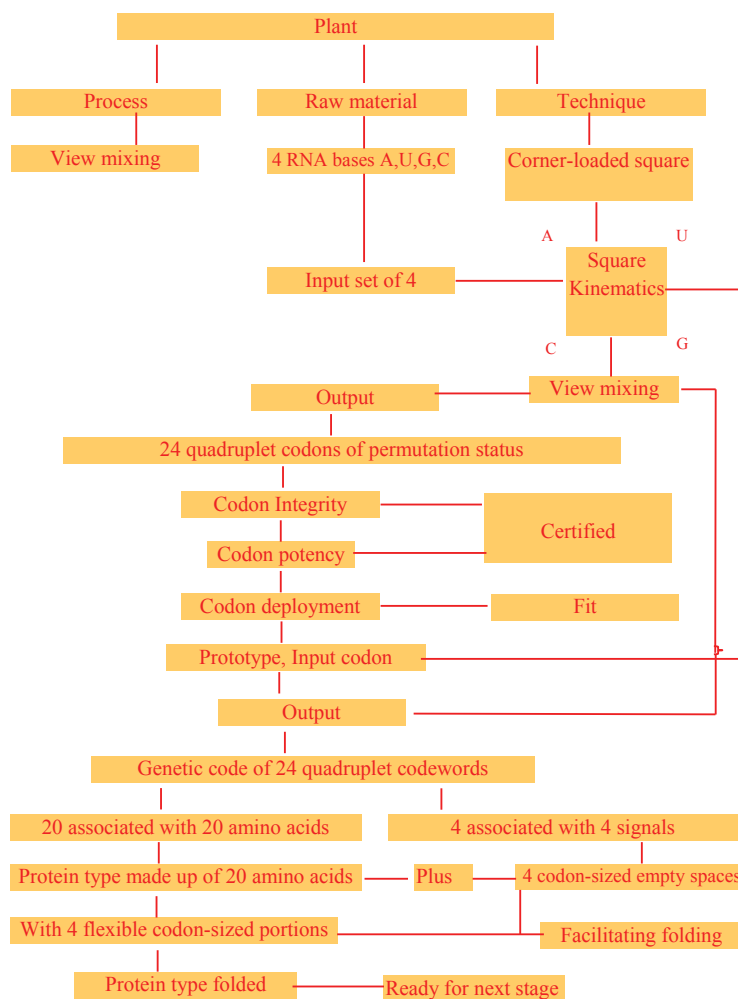 Plant
Process
Raw material
Technique
View mixing
4 RNA bases A,U,G,C
Corner-loaded square
A
U
Input set of 4
Square
Kinematics
C
G
Output
View mixing
24 quadruplet codons of permutation status
Codon Integrity
Certified
Codon potency
Codon deployment
Fit
Prototype, Input codon
Output
Genetic code of 24 quadruplet codewords
20 associated with 20 amino acids
4 associated with 4 signals
Protein type made up of 20 amino acids
Plus
4 codon-sized empty spaces
With 4 flexible codon-sized portions
Facilitating folding
Protein type folded
Ready for next stage